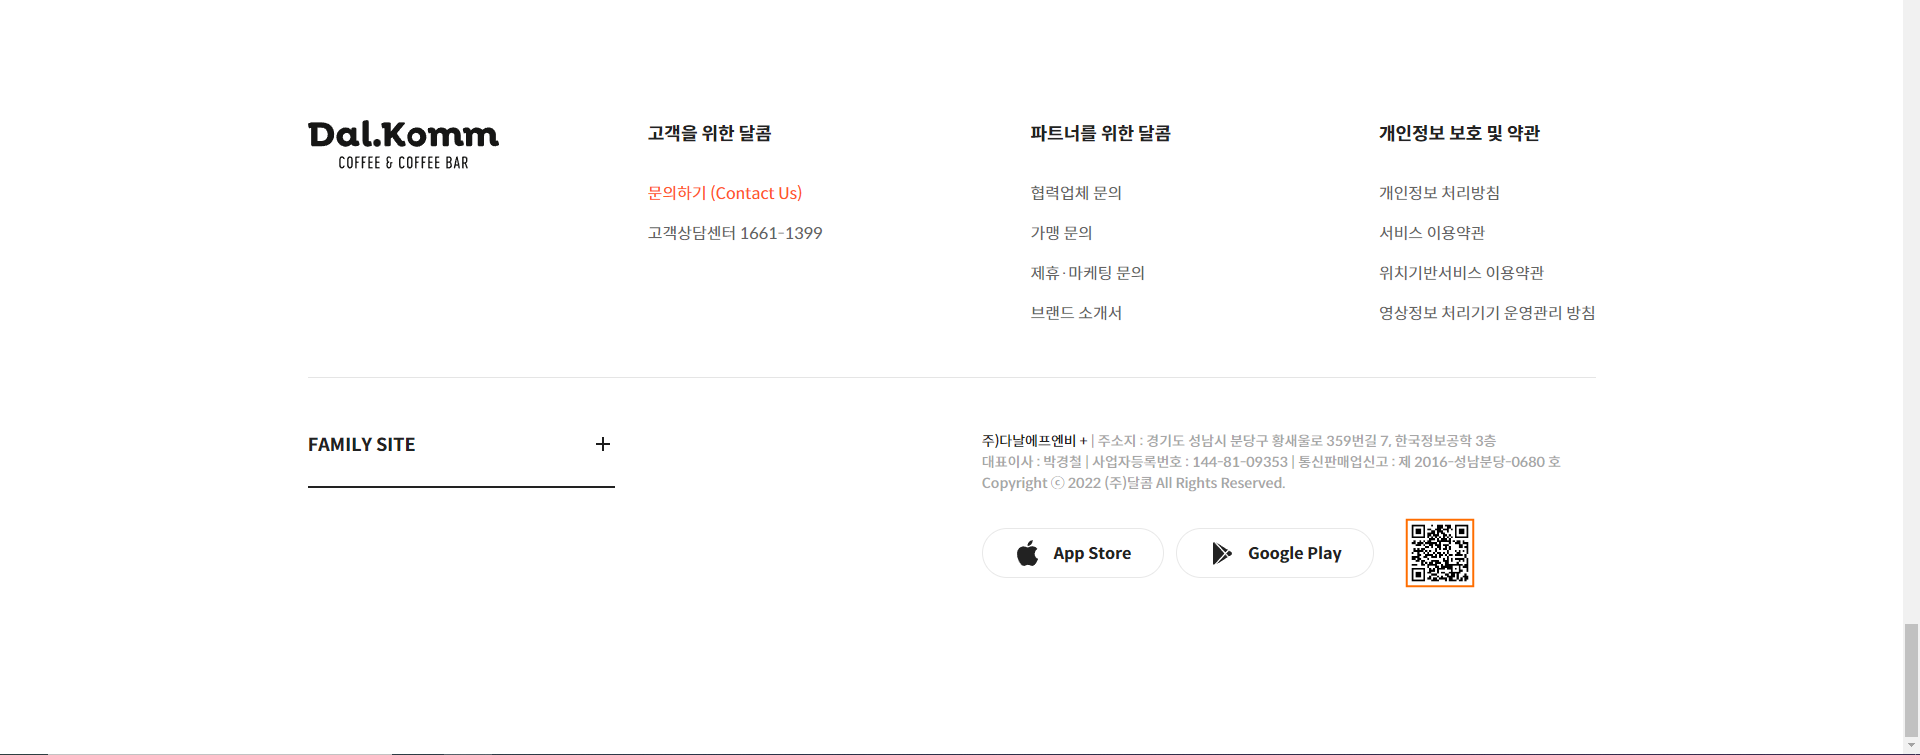 Dal.Komm
COFFEE & COFFEE BAR
고객을 위한 달콤
문의하기 (Contact Us)
고객상담센터 1661-1399
파트너를 위한 달콤
협력업체 문의
가맹 문의
제휴·마케팅 문의
브랜드 소개서
개인정보 보호 및 약관
개인정보 처리방침
서비스 이용약관
위치기반서비스 이용약관
영상정보 처리기기 운영관리 방침
FAMILY SITE +
주)다날에프엔비 + | 주소지 : 경기도 성남시 분당구 황새울로 359번길 7, 한국정보공학 3층
대표이사 : 박경철 | 사업자등록번호 : 144-81-09353 | 통신판매업신고 : 제 2016-성남분당-0680 호
Copyright ⓒ 2022 (주)달콤 All Rights Reserved.
App Store
Google Play